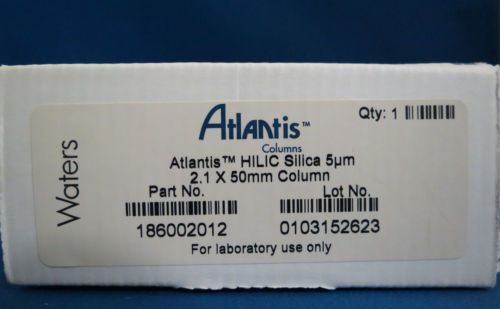 Waters
Atlantis™
Columns
Qty: 1
Atlantis™ HILIC Silica 5µm
2.1 X 50mm Column
Part No. Lot No.
186002012 0103152623
For laboratory use only